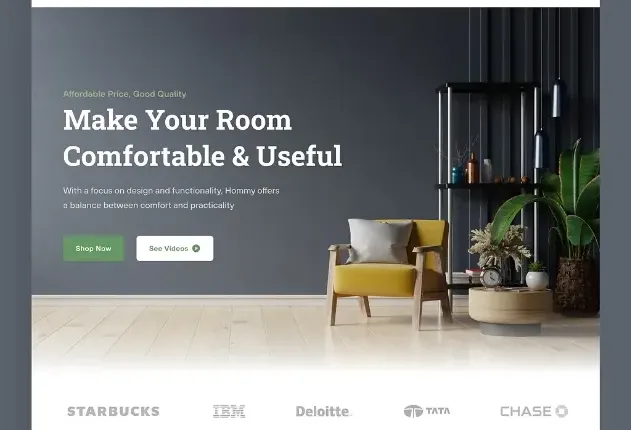 Affordable Price, Good Quality
Make Your Room
Comfortable & Useful
With a focus on design and functionality, Hommy offers
a balance between comfort and practicality
Shop Now
See Videos
STARBUCKS
IBM
Deloitte.
TATA
CHASE